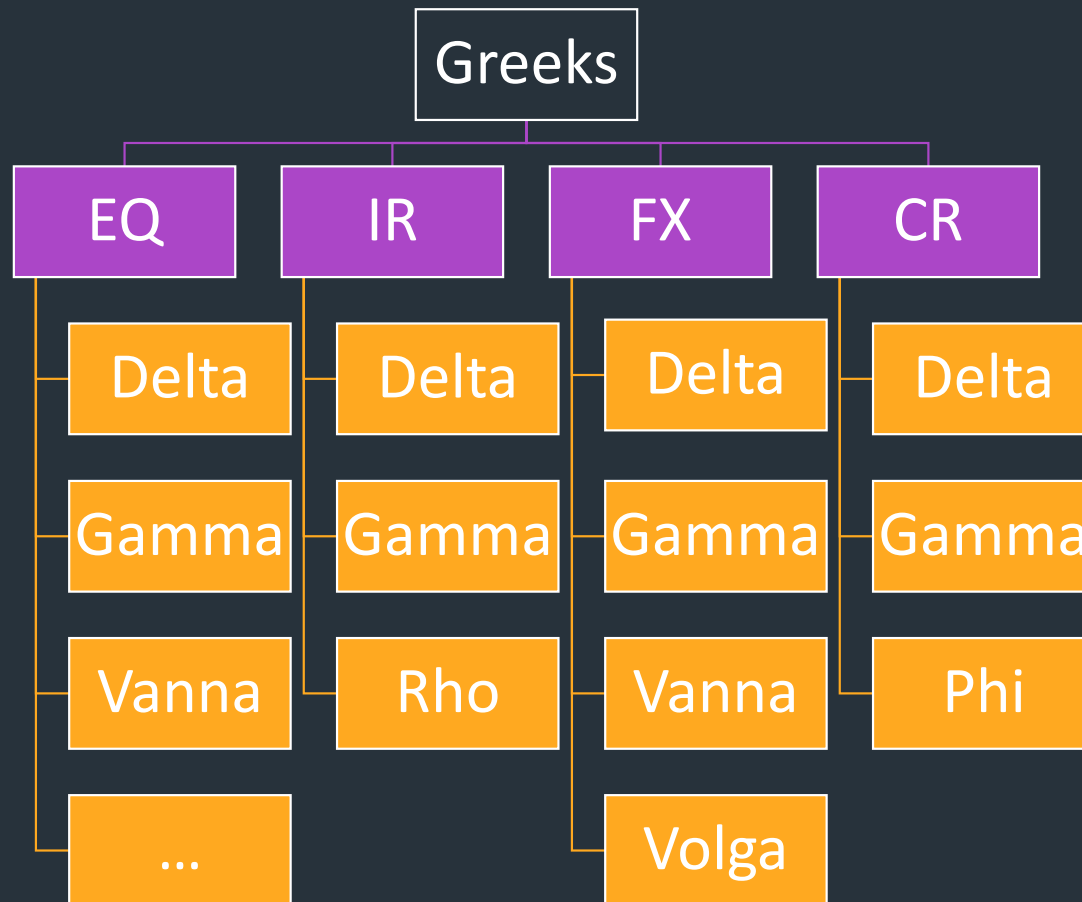 Greeks
EQ
IR
FX
CR
Delta
Delta
Delta
Delta
Gamma
Gamma
Gamma
Gamma
Vanna
Rho
Vanna
Phi
...
Volga